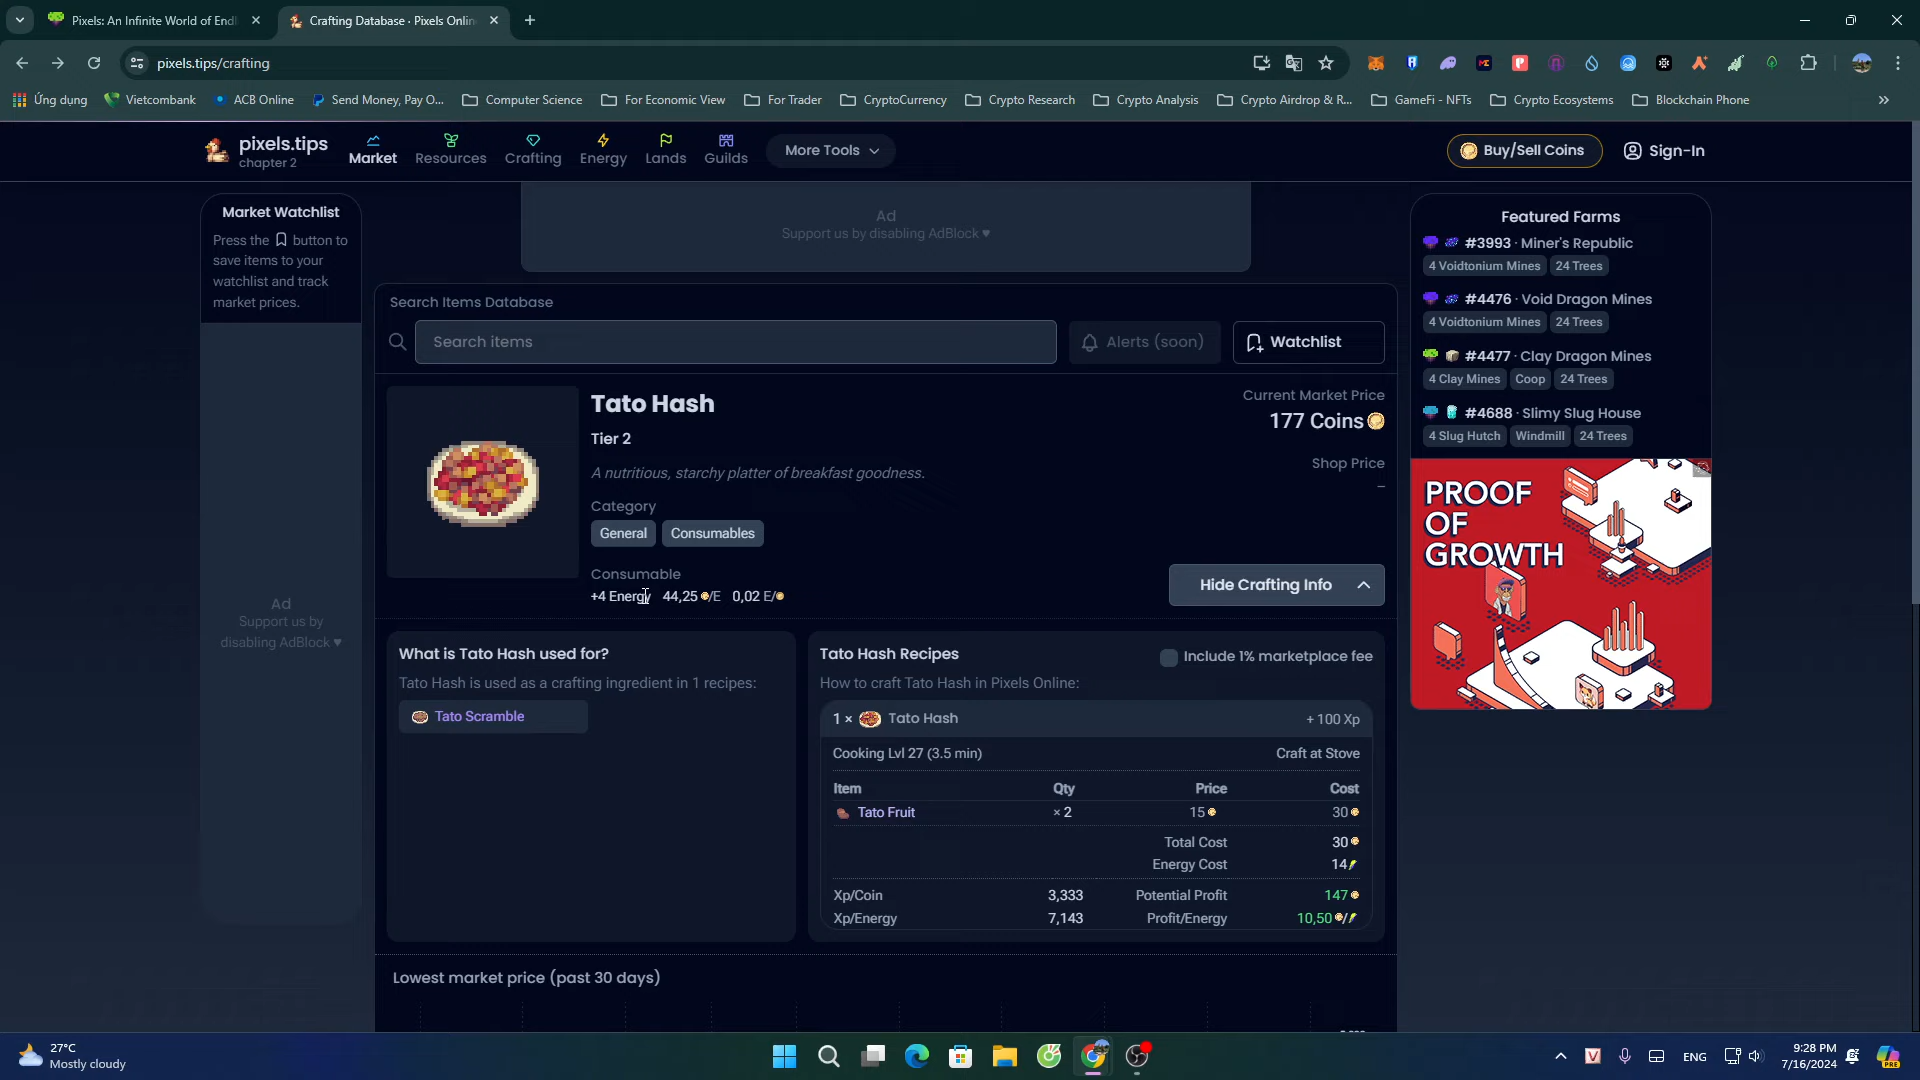 Pixels: An Infinite World of Endl
Crafting Database · Pixels Onlin
pixels.tips/crafting
Ứng dụng
Vietcombank
ACB Online
Send Money, Pay O...
Computer Science
For Economic View
For Trader
CryptoCurrency
Crypto Research
Crypto Analysis
Crypto Airdrop & R...
GameFi - NFTs
Crypto Ecosystems
Blockchain Phone
pixels.tips
chapter 2
Market
Resources
Crafting
Energy
Lands
Guilds
More Tools
Buy/Sell Coins
Sign-In
Market Watchlist
Press the button to
save items to your
watchlist and track
market prices.
Ad
Support us by
disabling AdBlock ♥
Ad
Support us by disabling AdBlock ♥
Search Items Database
Search items
Alerts (soon)
Watchlist
Tato Hash
Tier 2
A nutritious, starchy platter of breakfast goodness.
Category
General
Consumables
Consumable
+4 Energy 44,25 /E 0,02 E/
Current Market Price
177 Coins
Shop Price
–
Hide Crafting Info
What is Tato Hash used for?
Tato Hash is used as a crafting ingredient in 1 recipes:
Tato Scramble
Tato Hash Recipes
Include 1% marketplace fee
How to craft Tato Hash in Pixels Online:
1 × Tato Hash + 100 Xp
Cooking Lvl 27 (3.5 min) Craft at Stove
Item Qty Price Cost
Tato Fruit × 2 15 30
Total Cost 30
Energy Cost 14
Xp/Coin 3,333 Potential Profit 147
Xp/Energy 7,143 Profit/Energy 10,50 /
Lowest market price (past 30 days)
Featured Farms
#3993 · Miner's Republic
4 Voidtonium Mines 24 Trees
#4476 · Void Dragon Mines
4 Voidtonium Mines 24 Trees
#4477 · Clay Dragon Mines
4 Clay Mines Coop 24 Trees
#4688 · Slimy Slug House
4 Slug Hutch Windmill 24 Trees
PROOF
OF
GROWTH
27°C
Mostly cloudy
ENG
9:28 PM
7/16/2024